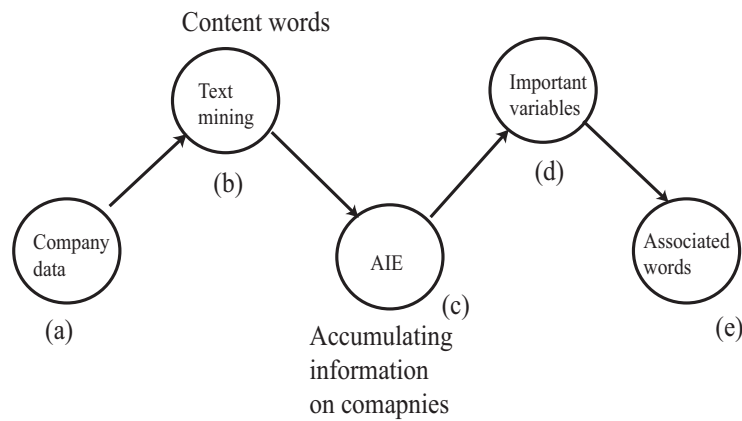 Content words
Text
mining
(b)
Important
variables
(d)
Company
data
(a)
AIE
(c)
Accumulating
information
on comapnies
Associated
words
(e)